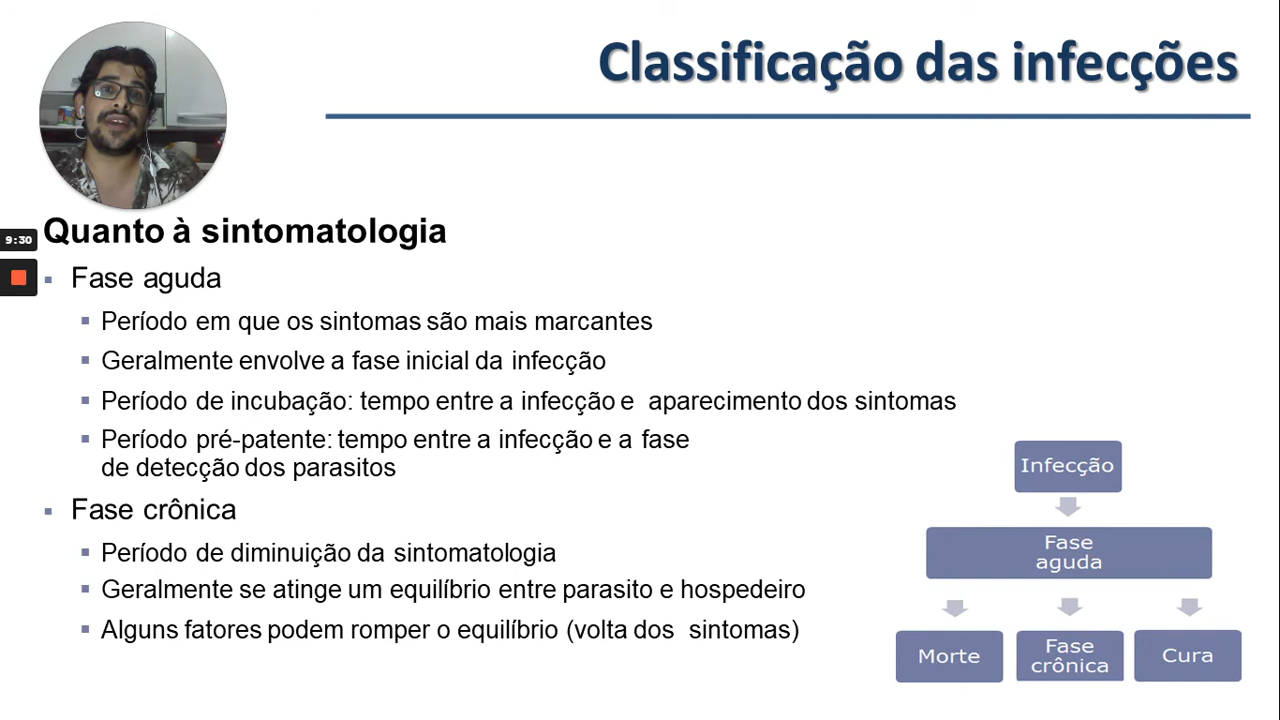 Classificação das infecções
9:30
Quanto à sintomatologia
Fase aguda
Período em que os sintomas são mais marcantes
Geralmente envolve a fase inicial da infecção
Período de incubação: tempo entre a infecção e aparecimento dos sintomas
Período pré-patente: tempo entre a infecção e a fase
de detecção dos parasitos
Fase crônica
Período de diminuição da sintomatologia
Geralmente se atinge um equilíbrio entre parasito e hospedeiro
Alguns fatores podem romper o equilíbrio (volta dos sintomas)
Infecção
Fase
aguda
Morte
Fase
crônica
Cura